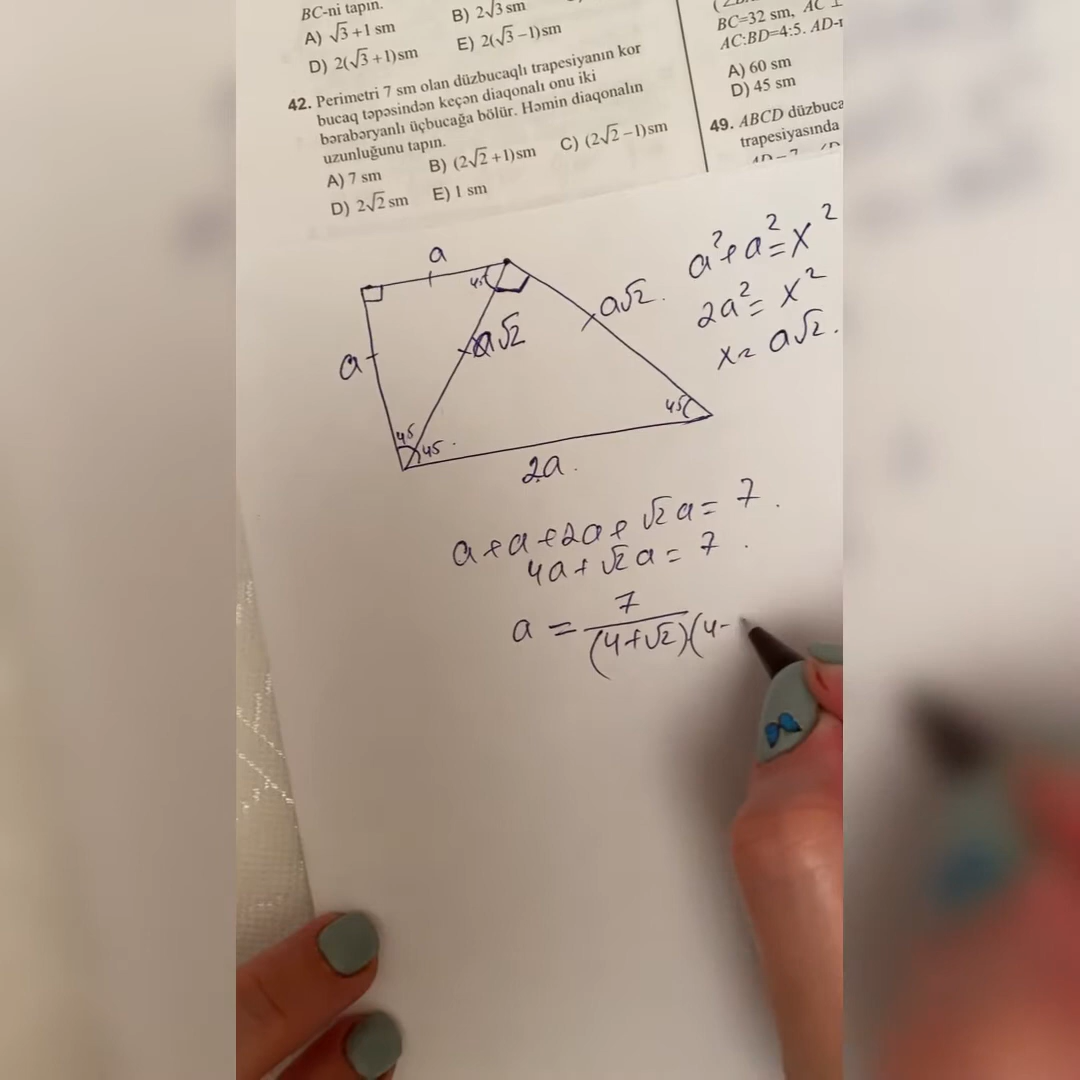 BC-ni tapın.
A) √3+1 sm
B) 2√3 sm
D) 2(√3+1)sm
E) 2(√3−1)sm
42. Perimetri 7 sm olan düzbucaqlı trapesiyanın kor
bucaq təpəsindən keçən diaqonalı onu iki
bərabəryanlı üçbucağa bölür. Həmin diaqonalın
uzunluğunu tapın.
A) 7 sm
B) (2√2+1)sm
C) (2√2−1)sm
D) 2√2 sm
E) 1 sm
BC=32 sm, AC ⊥
AC:BD=4:5. AD-
A) 60 sm
D) 45 sm
49. ABCD düzbuca
trapesiyasında
a
45
a√2
a√2.
a
45
45
45
2a.
a²+a²=x²
2a²=x²
x= a√2.
a+a+2a+√2a=7.
4a+√2a=7.
a = 7/(4+√2)(4-